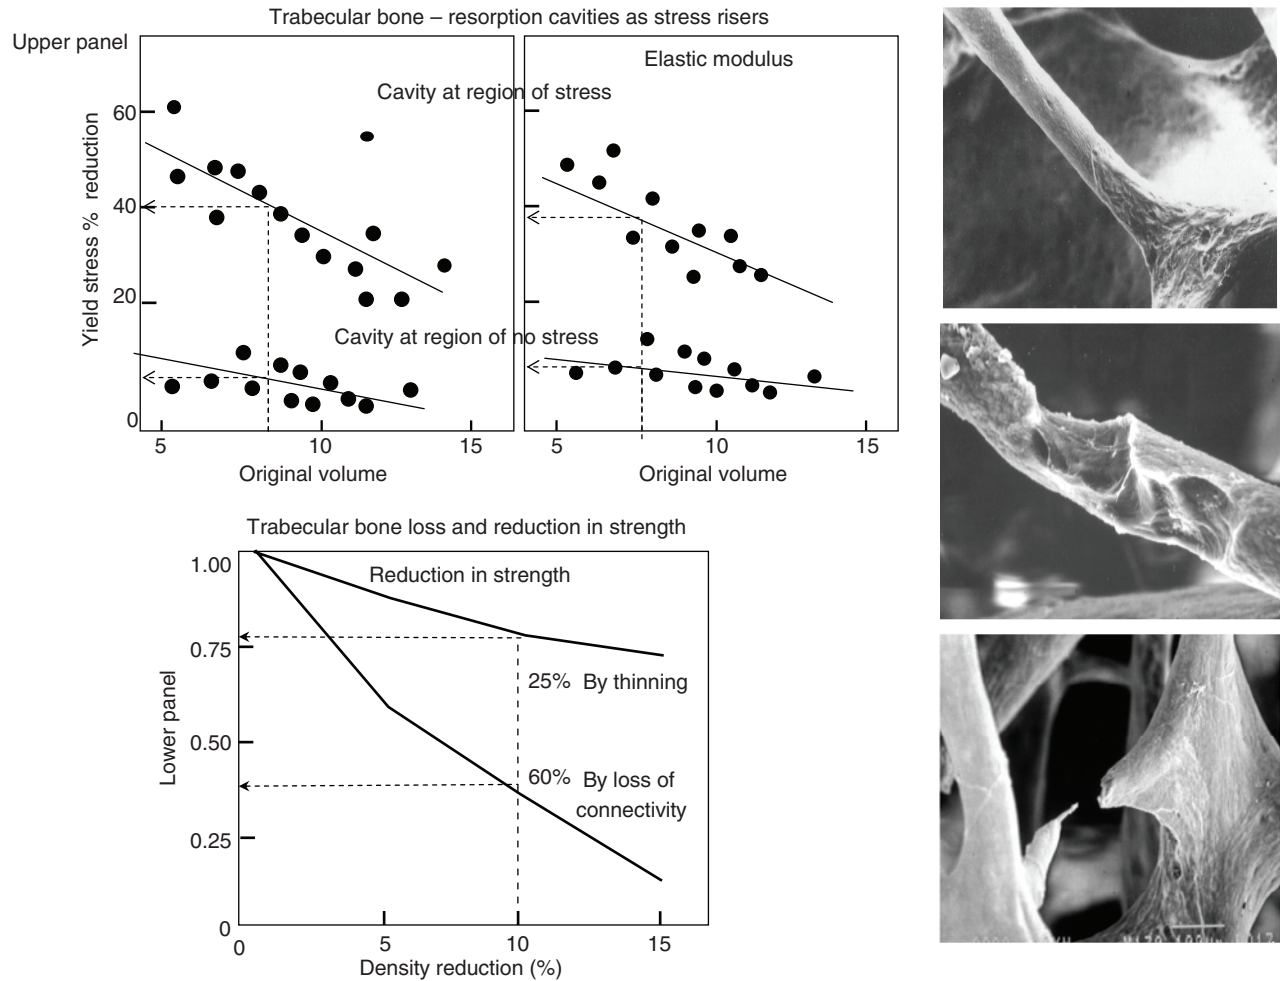 Trabecular bone – resorption cavities as stress risers
Upper panel
Elastic modulus
Cavity at region of stress
Yield stress % reduction
60
40
20
0
Cavity at region of no stress
5
10
15
5
10
15
Original volume
Original volume
Trabecular bone loss and reduction in strength
Reduction in strength
Lower panel
1.00
0.75
0.50
0.25
0
25% By thinning
60% By loss of
connectivity
0
5
10
15
Density reduction (%)